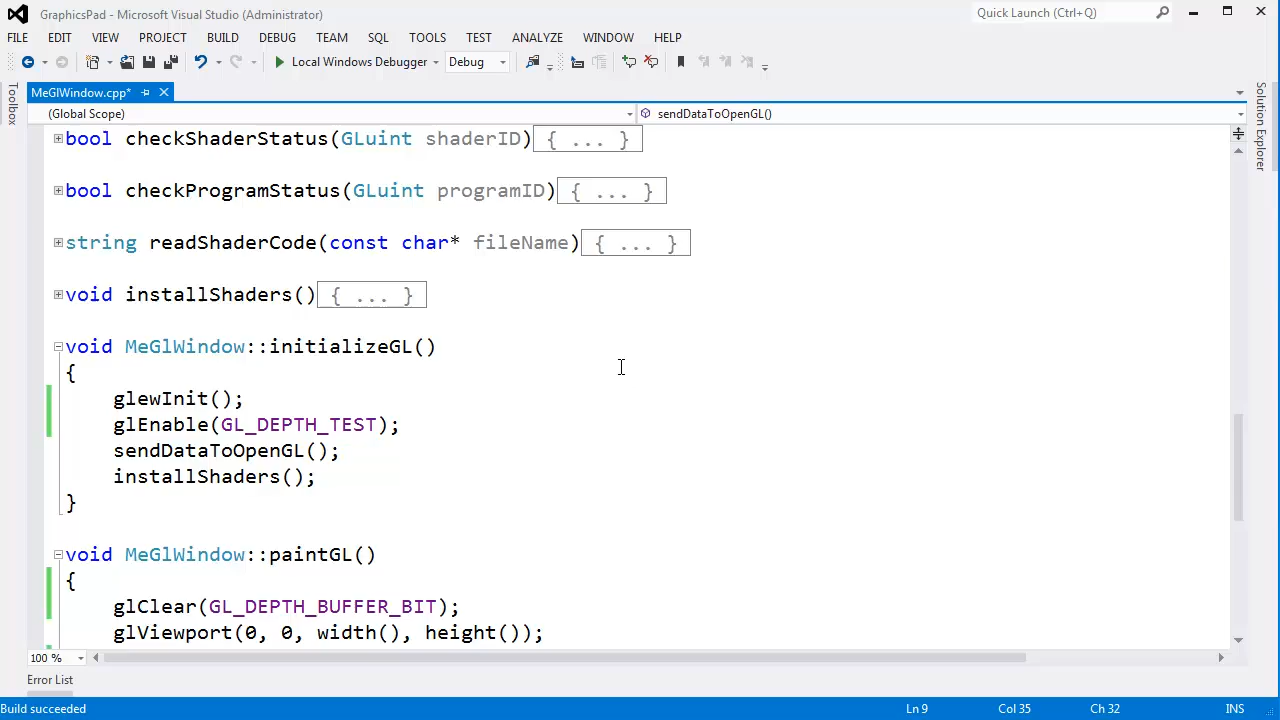 GraphicsPad - Microsoft Visual Studio (Administrator)
Quick Launch (Ctrl+Q)
FILE EDIT VIEW PROJECT BUILD DEBUG TEAM SQL TOOLS TEST ANALYZE WINDOW HELP
Local Windows Debugger Debug
MeGlWindow.cpp*
Toolbox
Solution Explorer
(Global Scope) sendDataToOpenGL()
bool checkShaderStatus(GLuint shaderID){ ... }
bool checkProgramStatus(GLuint programID){ ... }
string readShaderCode(const char* fileName){ ... }
void installShaders(){ ... }
void MeGlWindow::initializeGL()
{
glewInit();
glEnable(GL_DEPTH_TEST);
sendDataToOpenGL();
installShaders();
}
void MeGlWindow::paintGL()
{
glClear(GL_DEPTH_BUFFER_BIT);
glViewport(0, 0, width(), height());
100 %
Error List
Build succeeded Ln 9 Col 35 Ch 32 INS